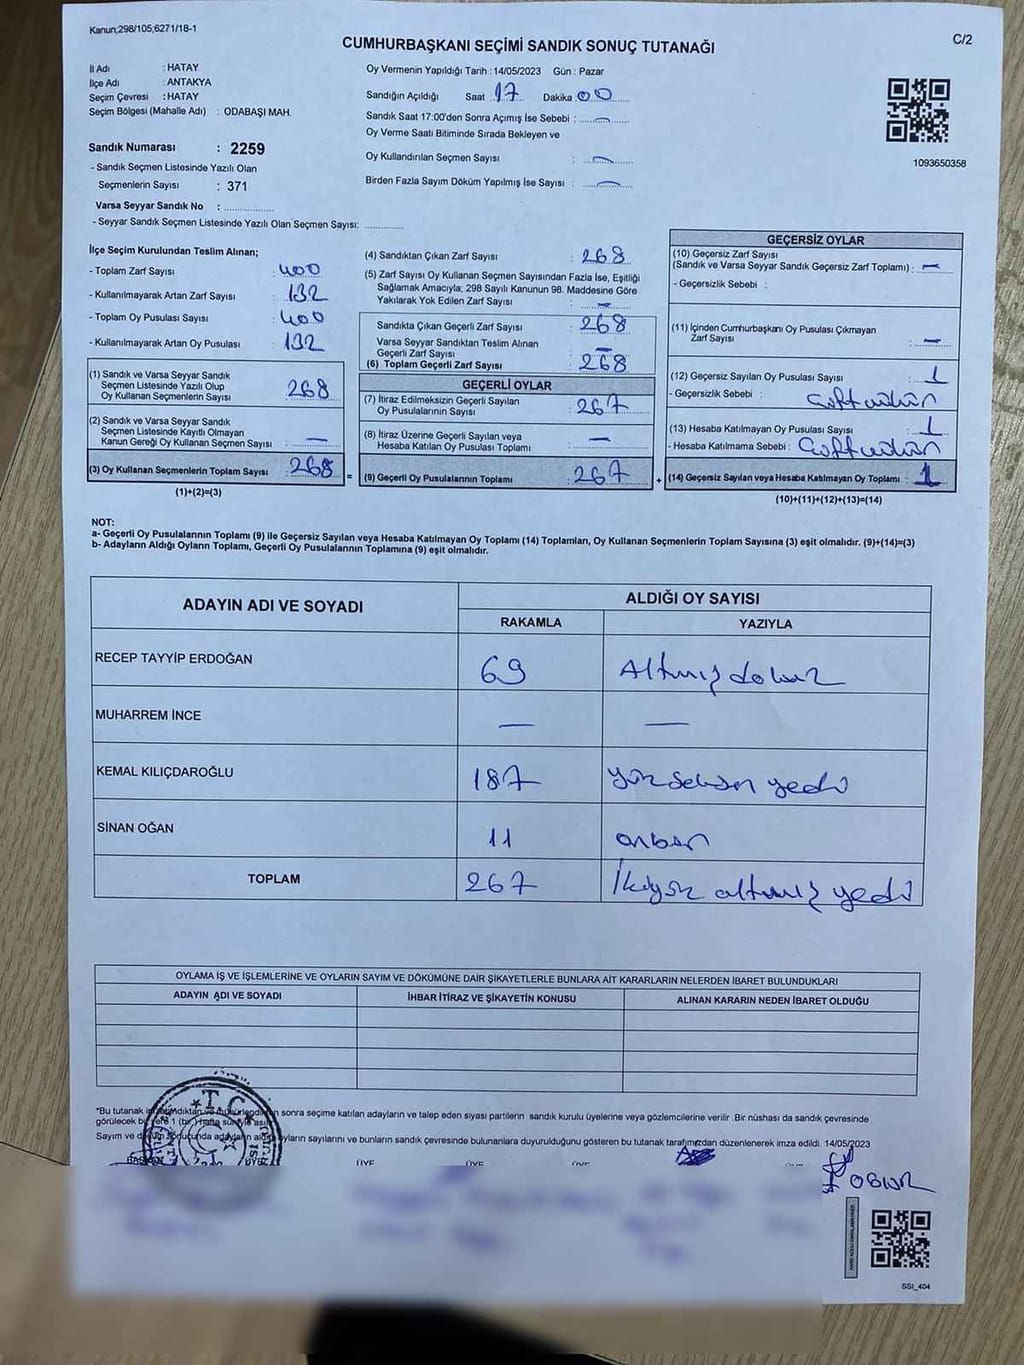 Kanun;298/105,6271/18-1
C/2
CUMHURBAŞKANI SEÇİMİ SANDIK SONUÇ TUTANAĞI
İl Adı : HATAY
İlçe Adı : ANTAKYA
Seçim Çevresi : HATAY
Seçim Bölgesi (Mahalle Adı) : ODABAŞI MAH.
Oy Vermenin Yapıldığı Tarih : 14/05/2023 Gün : Pazar
Sandığın Açıldığı Saat 17 Dakika 00
Sandık Saat 17:00'den Sonra Açımış İse Sebebi : —
Oy Verme Saati Bitiminde Sırada Bekleyen ve
Oy Kullandırılan Seçmen Sayısı : —
Birden Fazla Sayım Döküm Yapılmış İse Sayısı : —
1093650358
Sandık Numarası : 2259
- Sandık Seçmen Listesinde Yazılı Olan
Seçmenlerin Sayısı : 371
Varsa Seyyar Sandık No :
- Seyyar Sandık Seçmen Listesinde Yazılı Olan Seçmen Sayısı:
İlçe Seçim Kurulundan Teslim Alınan;
- Toplam Zarf Sayısı : 400
- Kullanılmayarak Artan Zarf Sayısı : 132
- Toplam Oy Pusulası Sayısı : 400
- Kullanılmayarak Artan Oy Pusulası : 132
(1) Sandık ve Varsa Seyyar Sandık
Seçmen Listesinde Yazılı Olup
Oy Kullanan Seçmenlerin Sayısı : 268
(2) Sandık ve Varsa Seyyar Sandık
Seçmen Listesinde Kayıtlı Olmayan
Kanun Gereği Oy Kullanan Seçmen Sayısı : —
(3) Oy Kullanan Seçmenlerin Toplam Sayısı : 268
(1)+(2)=(3)
(4) Sandıktan Çıkan Zarf Sayısı : 268
(5) Zarf Sayısı Oy Kullanan Seçmen Sayısından Fazla İse, Eşitliği
Sağlamak Amacıyla; 298 Sayılı Kanunun 98. Maddesine Göre
Yakılarak Yok Edilen Zarf Sayısı : —
Sandıkta Çıkan Geçerli Zarf Sayısı : 268
Varsa Seyyar Sandıktan Teslim Alınan
Geçerli Zarf Sayısı : —
(6) Toplam Geçerli Zarf Sayısı : 268
GEÇERLİ OYLAR
(7) İtiraz Edilmeksizin Geçerli Sayılan
Oy Pusulalarının Sayısı : 267
(8) İtiraz Üzerine Geçerli Sayılan veya
Hesaba Katılan Oy Pusulası Toplamı : —
= (9) Geçerli Oy Pusulalarının Toplamı : 267
GEÇERSİZ OYLAR
(10) Geçersiz Zarf Sayısı
(Sandık ve Varsa Seyyar Sandık Geçersiz Zarf Toplamı) : —
- Geçersizlik Sebebi :
(11) İçinden Cumhurbaşkanı Oy Pusulası Çıkmayan
Zarf Sayısı : —
(12) Geçersiz Sayılan Oy Pusulası Sayısı : 1
- Geçersizlik Sebebi :
(13) Hesaba Katılmayan Oy Pusulası Sayısı : 1
- Hesaba Katılmama Sebebi :
+ (14) Geçersiz Sayılan veya Hesaba Katılmayan Oy Toplamı : 1
(10)+(11)+(12)+(13)=(14)
NOT:
a- Geçerli Oy Pusulalarının Toplamı (9) ile Geçersiz Sayılan veya Hesaba Katılmayan Oy Toplamı (14) Toplamları, Oy Kullanan Seçmenlerin Toplam Sayısına (3) eşit olmalıdır. (9)+(14)=(3)
b- Adayların Aldığı Oyların Toplamı, Geçerli Oy Pusulalarının Toplamına (9) eşit olmalıdır.
ADAYIN ADI VE SOYADI ALDIĞI OY SAYISI
RAKAMLA YAZIYLA
RECEP TAYYİP ERDOĞAN 69 Altmış dokuz
MUHARREM İNCE — —
KEMAL KILIÇDAROĞLU 187 yüz seksen yedi
SİNAN OĞAN 11 onbir
TOPLAM 267 İkiyüz altmış yedi
OYLAMA İŞ VE İŞLEMLERİNE VE OYLARIN SAYIM VE DÖKÜMÜNE DAİR ŞİKAYETLERLE BUNLARA AİT KARARLARIN NELERDEN İBARET BULUNDUKLARI
ADAYIN ADI VE SOYADI İHBAR İTİRAZ VE ŞİKAYETİN KONUSU ALINAN KARARIN NEDEN İBARET OLDUĞU
*Bu tutanak sonra seçime katılan adayların ve talep eden siyasi partilerin sandık kurulu üyelerine veya gözlemcilerine verilir. Bir nüshası da sandık çevresinde
görülecek bir yere 1 (bir) hafta süreyle asılır.
Sayım ve döküm sonucunda adayların aldığı oyların sayılarını ve bunların sandık çevresinde bulunanlara duyurulduğunu gösteren bu tutanak tarafımızdan düzenlenerek imza edildi. 14/05/2023
T.C.
BAŞKAN ÜYE ÜYE ÜYE ÜYE
SSI_404